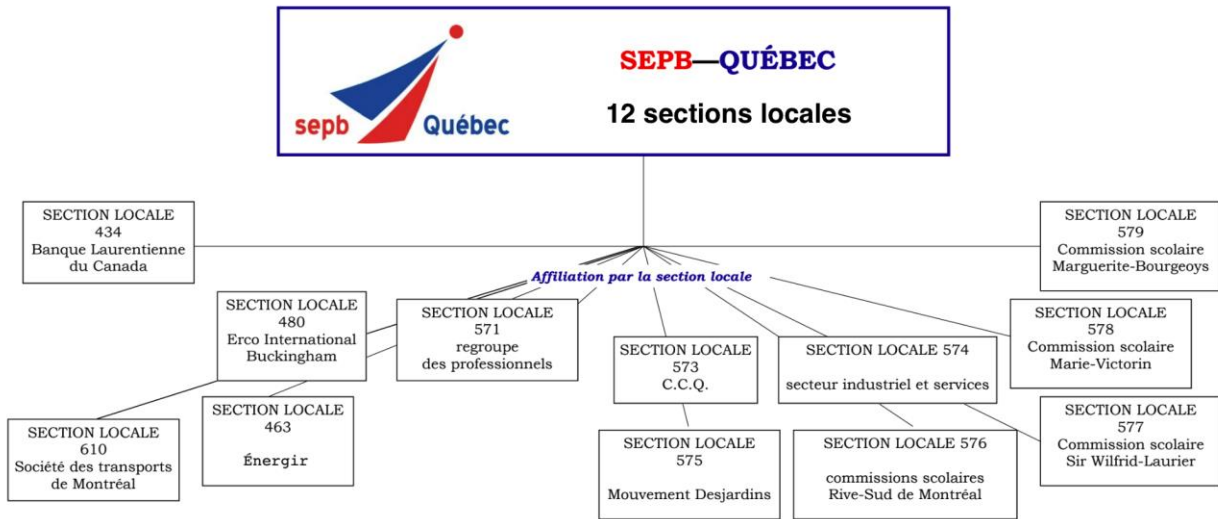 SEPB—QUÉBEC
12 sections locales
sepb Québec
SECTION LOCALE
434
Banque Laurentienne
du Canada
SECTION LOCALE
579
Commission scolaire
Marguerite-Bourgeoys
Affiliation par la section locale
SECTION LOCALE
480
Erco International
Buckingham
SECTION LOCALE
571
regroupe
des professionnels
SECTION LOCALE
573
C.C.Q.
SECTION LOCALE 574
secteur industriel et services
SECTION LOCALE
578
Commission scolaire
Marie-Victorin
SECTION LOCALE
610
Société des transports
de Montréal
SECTION LOCALE
463
Énergir
SECTION LOCALE
575
Mouvement Desjardins
SECTION LOCALE 576
commissions scolaires
Rive-Sud de Montréal
SECTION LOCALE
577
Commission scolaire
Sir Wilfrid-Laurier